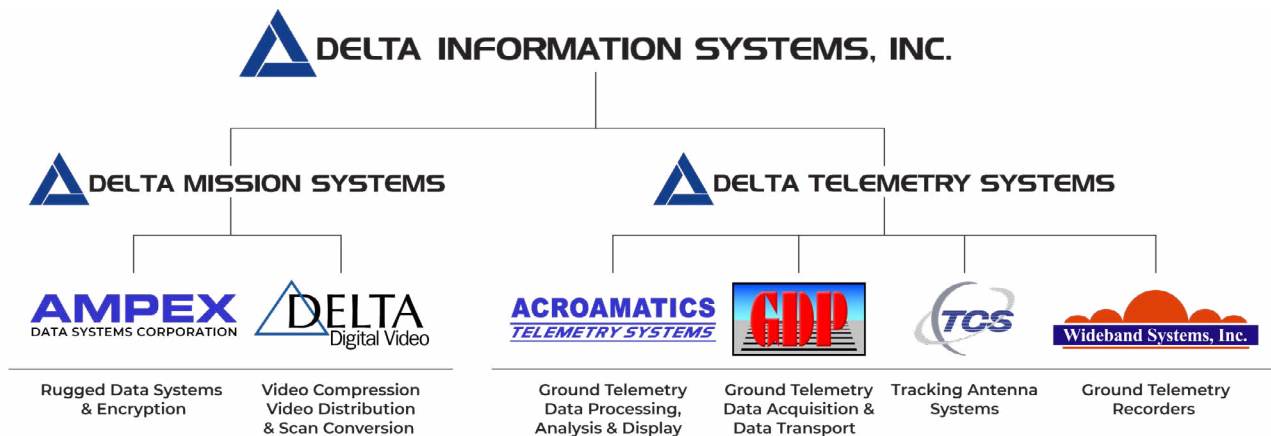 DELTA INFORMATION SYSTEMS, INC.
DELTA MISSION SYSTEMS
DELTA TELEMETRY SYSTEMS
AMPEX
DATA SYSTEMS CORPORATION
DELTA
Digital Video
ACROAMATICS
TELEMETRY SYSTEMS
GDP
TCS
Wideband Systems, Inc.
Rugged Data Systems
& Encryption
Video Compression
Video Distribution
& Scan Conversion
Ground Telemetry
Data Processing,
Analysis & Display
Ground Telemetry
Data Acquisition &
Data Transport
Tracking Antenna
Systems
Ground Telemetry
Recorders